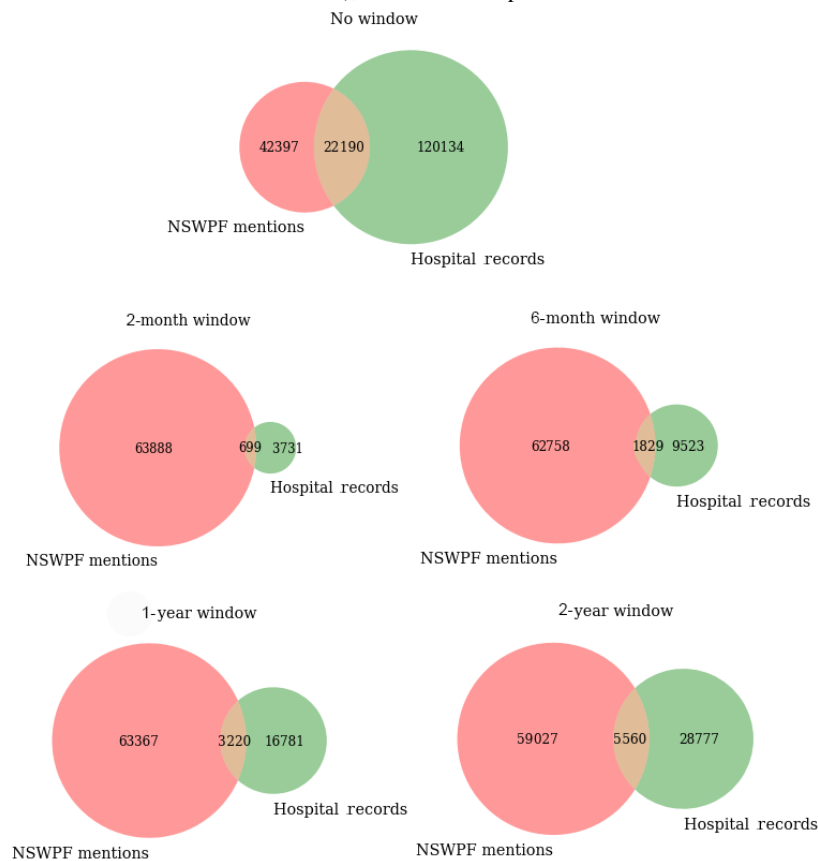 No window
42397 22190 120134
NSWPF mentions
Hospital records
2-month window
63888 699 3731
Hospital records
NSWPF mentions
6-month window
62758 1829 9523
Hospital records
NSWPF mentions
1-year window
63367 3220 16781
Hospital records
NSWPF mentions
2-year window
59027 5560 28777
Hospital records
NSWPF mentions